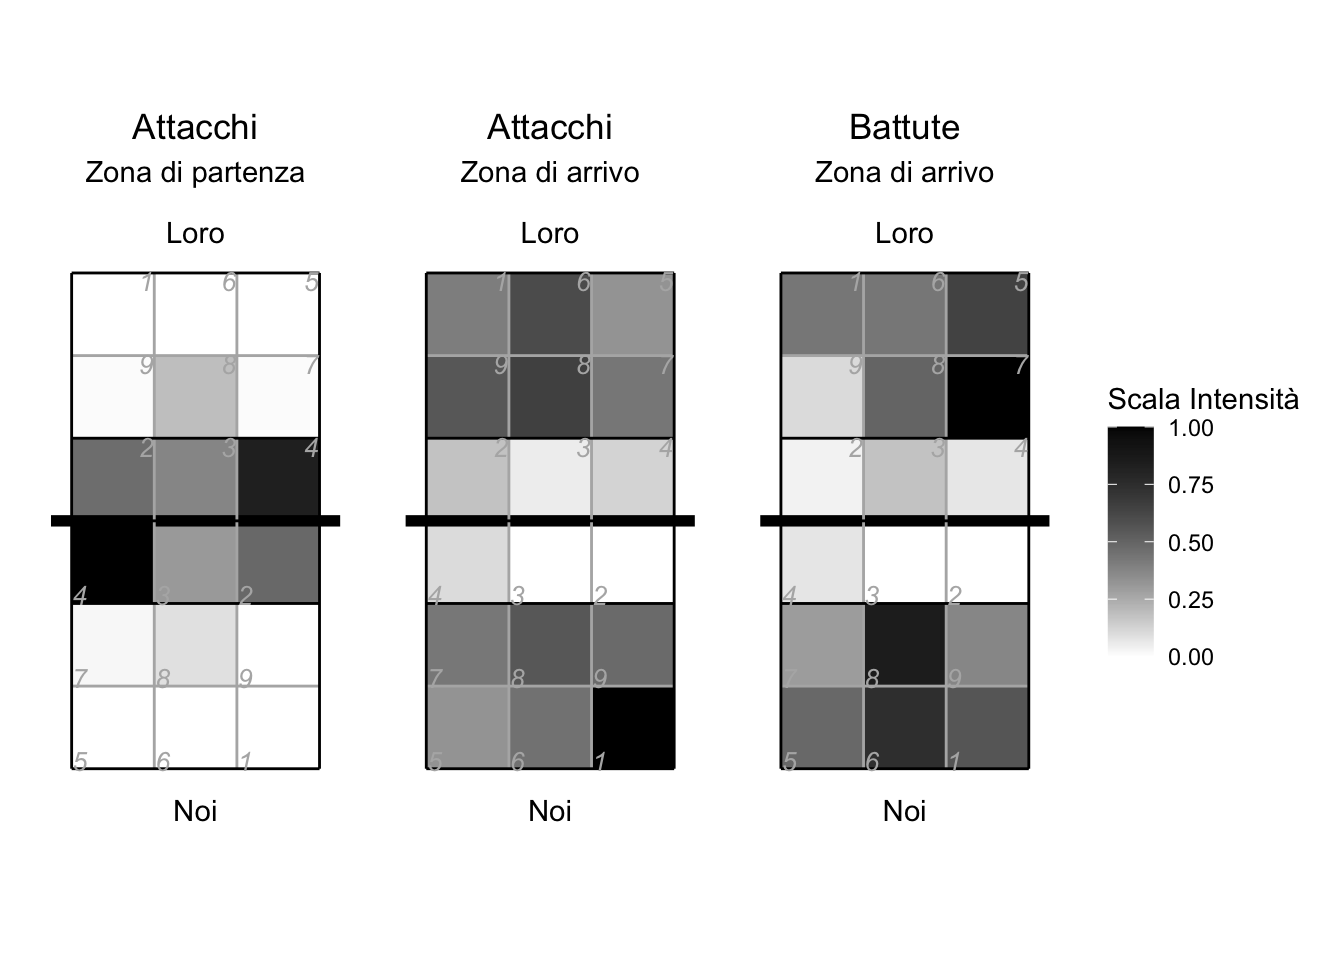 Attacchi Attacchi Battute
Zona di partenza Zona di arrivo Zona di arrivo
Loro Loro Loro
1 6 5 1 6 5 1 6 5
9 8 7 9 8 7 9 8 7
Scala Intensità
1.00
0.75
0.50
0.25
0.00
2 3 4 2 3 4 2 3 4
4 3 2 4 3 2 4 3 2
7 8 9 7 8 9 7 8 9
5 6 1 5 6 1 5 6 1
Noi Noi Noi